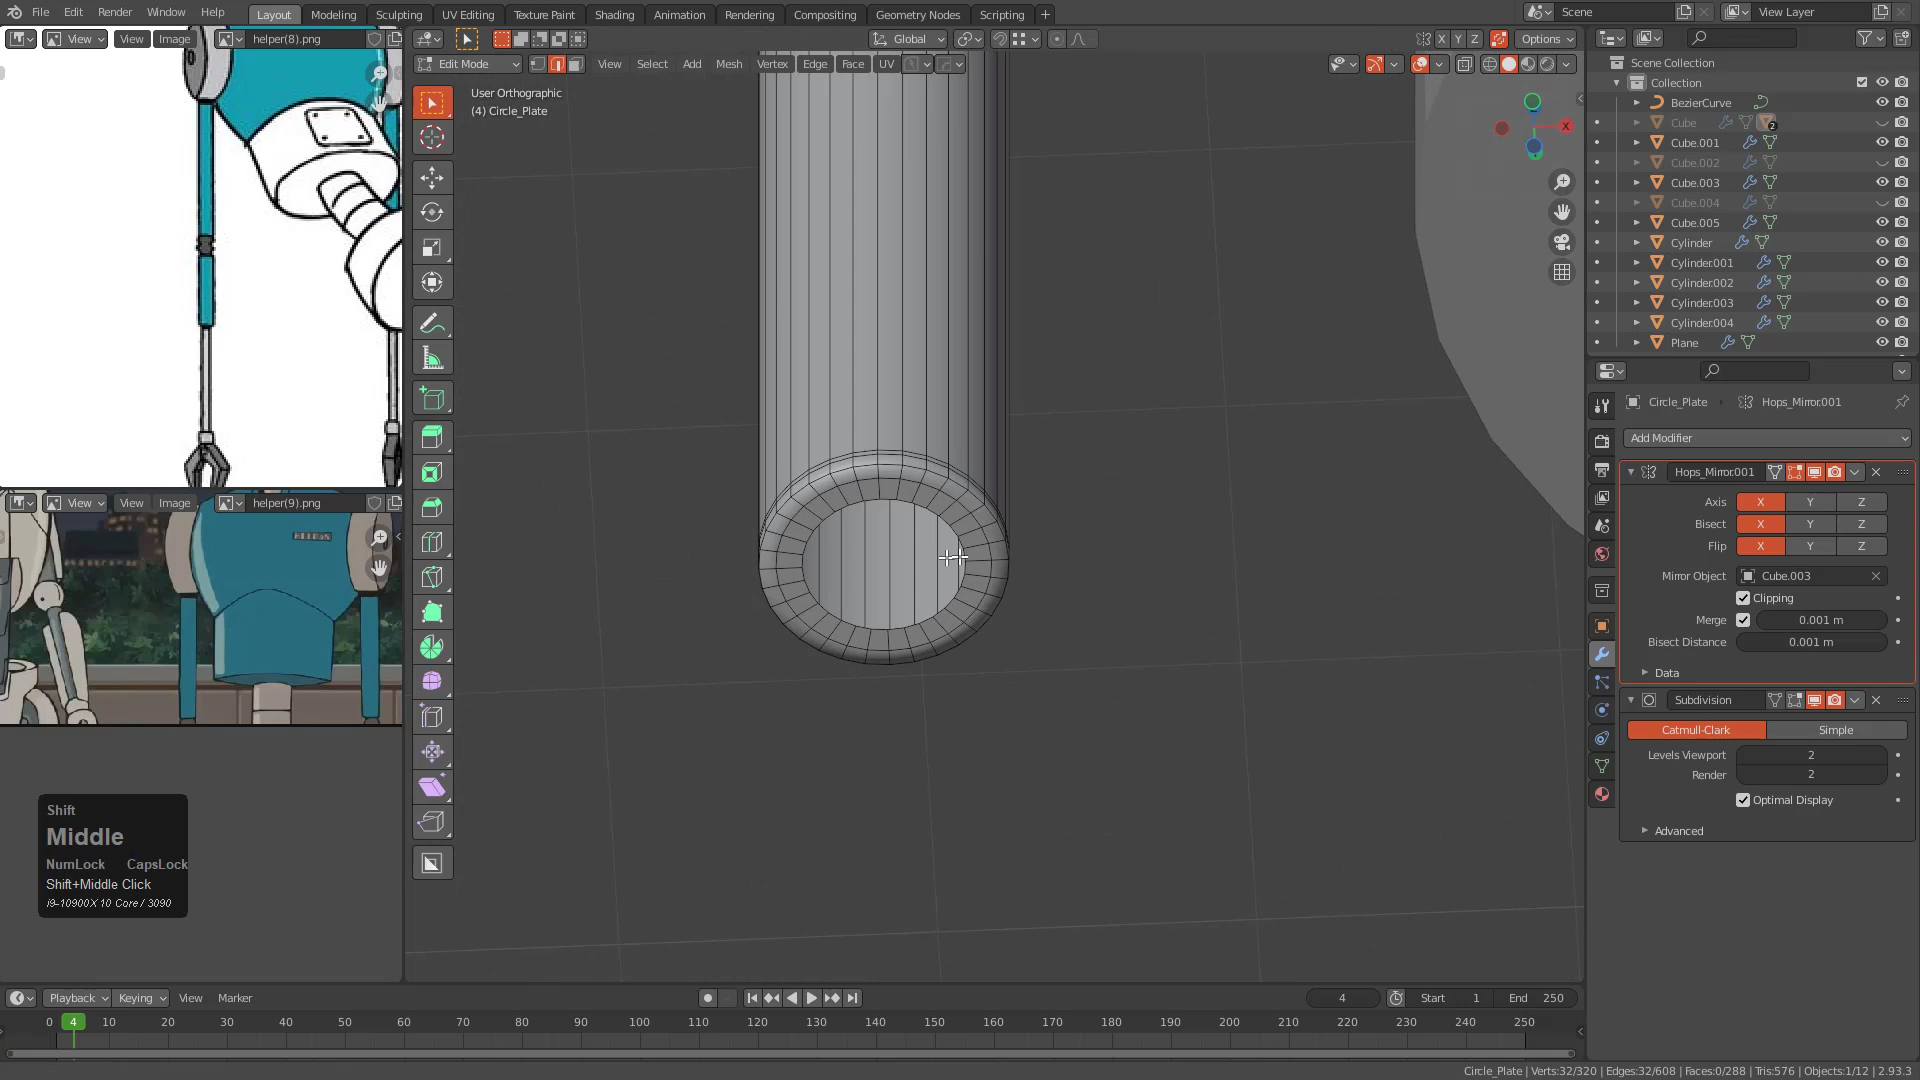 File Edit Render Window Help Layout Modeling Sculpting UV Editing Texture Paint Shading Animation Rendering Compositing Geometry Nodes Scripting + Scene View Layer
View View Image helper(8).png
Global X Y Z Options
Edit Mode View Select Add Mesh Vertex Edge Face UV
User Orthographic
(4) Circle_Plate
X
Scene Collection
Collection
BezierCurve
Cube 2
Cube.001
Cube.002
Cube.003
Cube.004
Cube.005
Cylinder
Cylinder.001
Cylinder.002
Cylinder.003
Cylinder.004
Plane
Circle_Plate Hops_Mirror.001
Add Modifier
Hops_Mirror.001
Axis X Y Z
Bisect X Y Z
Flip X Y Z
Mirror Object Cube.003
Clipping
Merge 0.001 m
Bisect Distance 0.001 m
Data
Subdivision
Catmull-Clark Simple
Levels Viewport 2
Render 2
Optimal Display
Advanced
View View Image helper(9).png
Shift
Middle
NumLock CapsLock
Shift+Middle Click
i9-10900X 10 Core / 3090
Playback Keying View Marker 4 Start 1 End 250
0 4 10 20 30 40 50 60 70 80 90 100 110 120 130 140 150 160 170 180 190 200 210 220 230 240 250
Circle_Plate | Verts:32/320 | Edges:32/608 | Faces:0/288 | Tris:576 | Objects:1/12 | 2.93.3